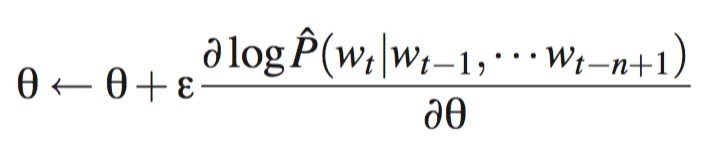 θ ← θ + ε ∂ log P̂(w_t|w_{t−1}, ··· w_{t−n+1}) / ∂θ